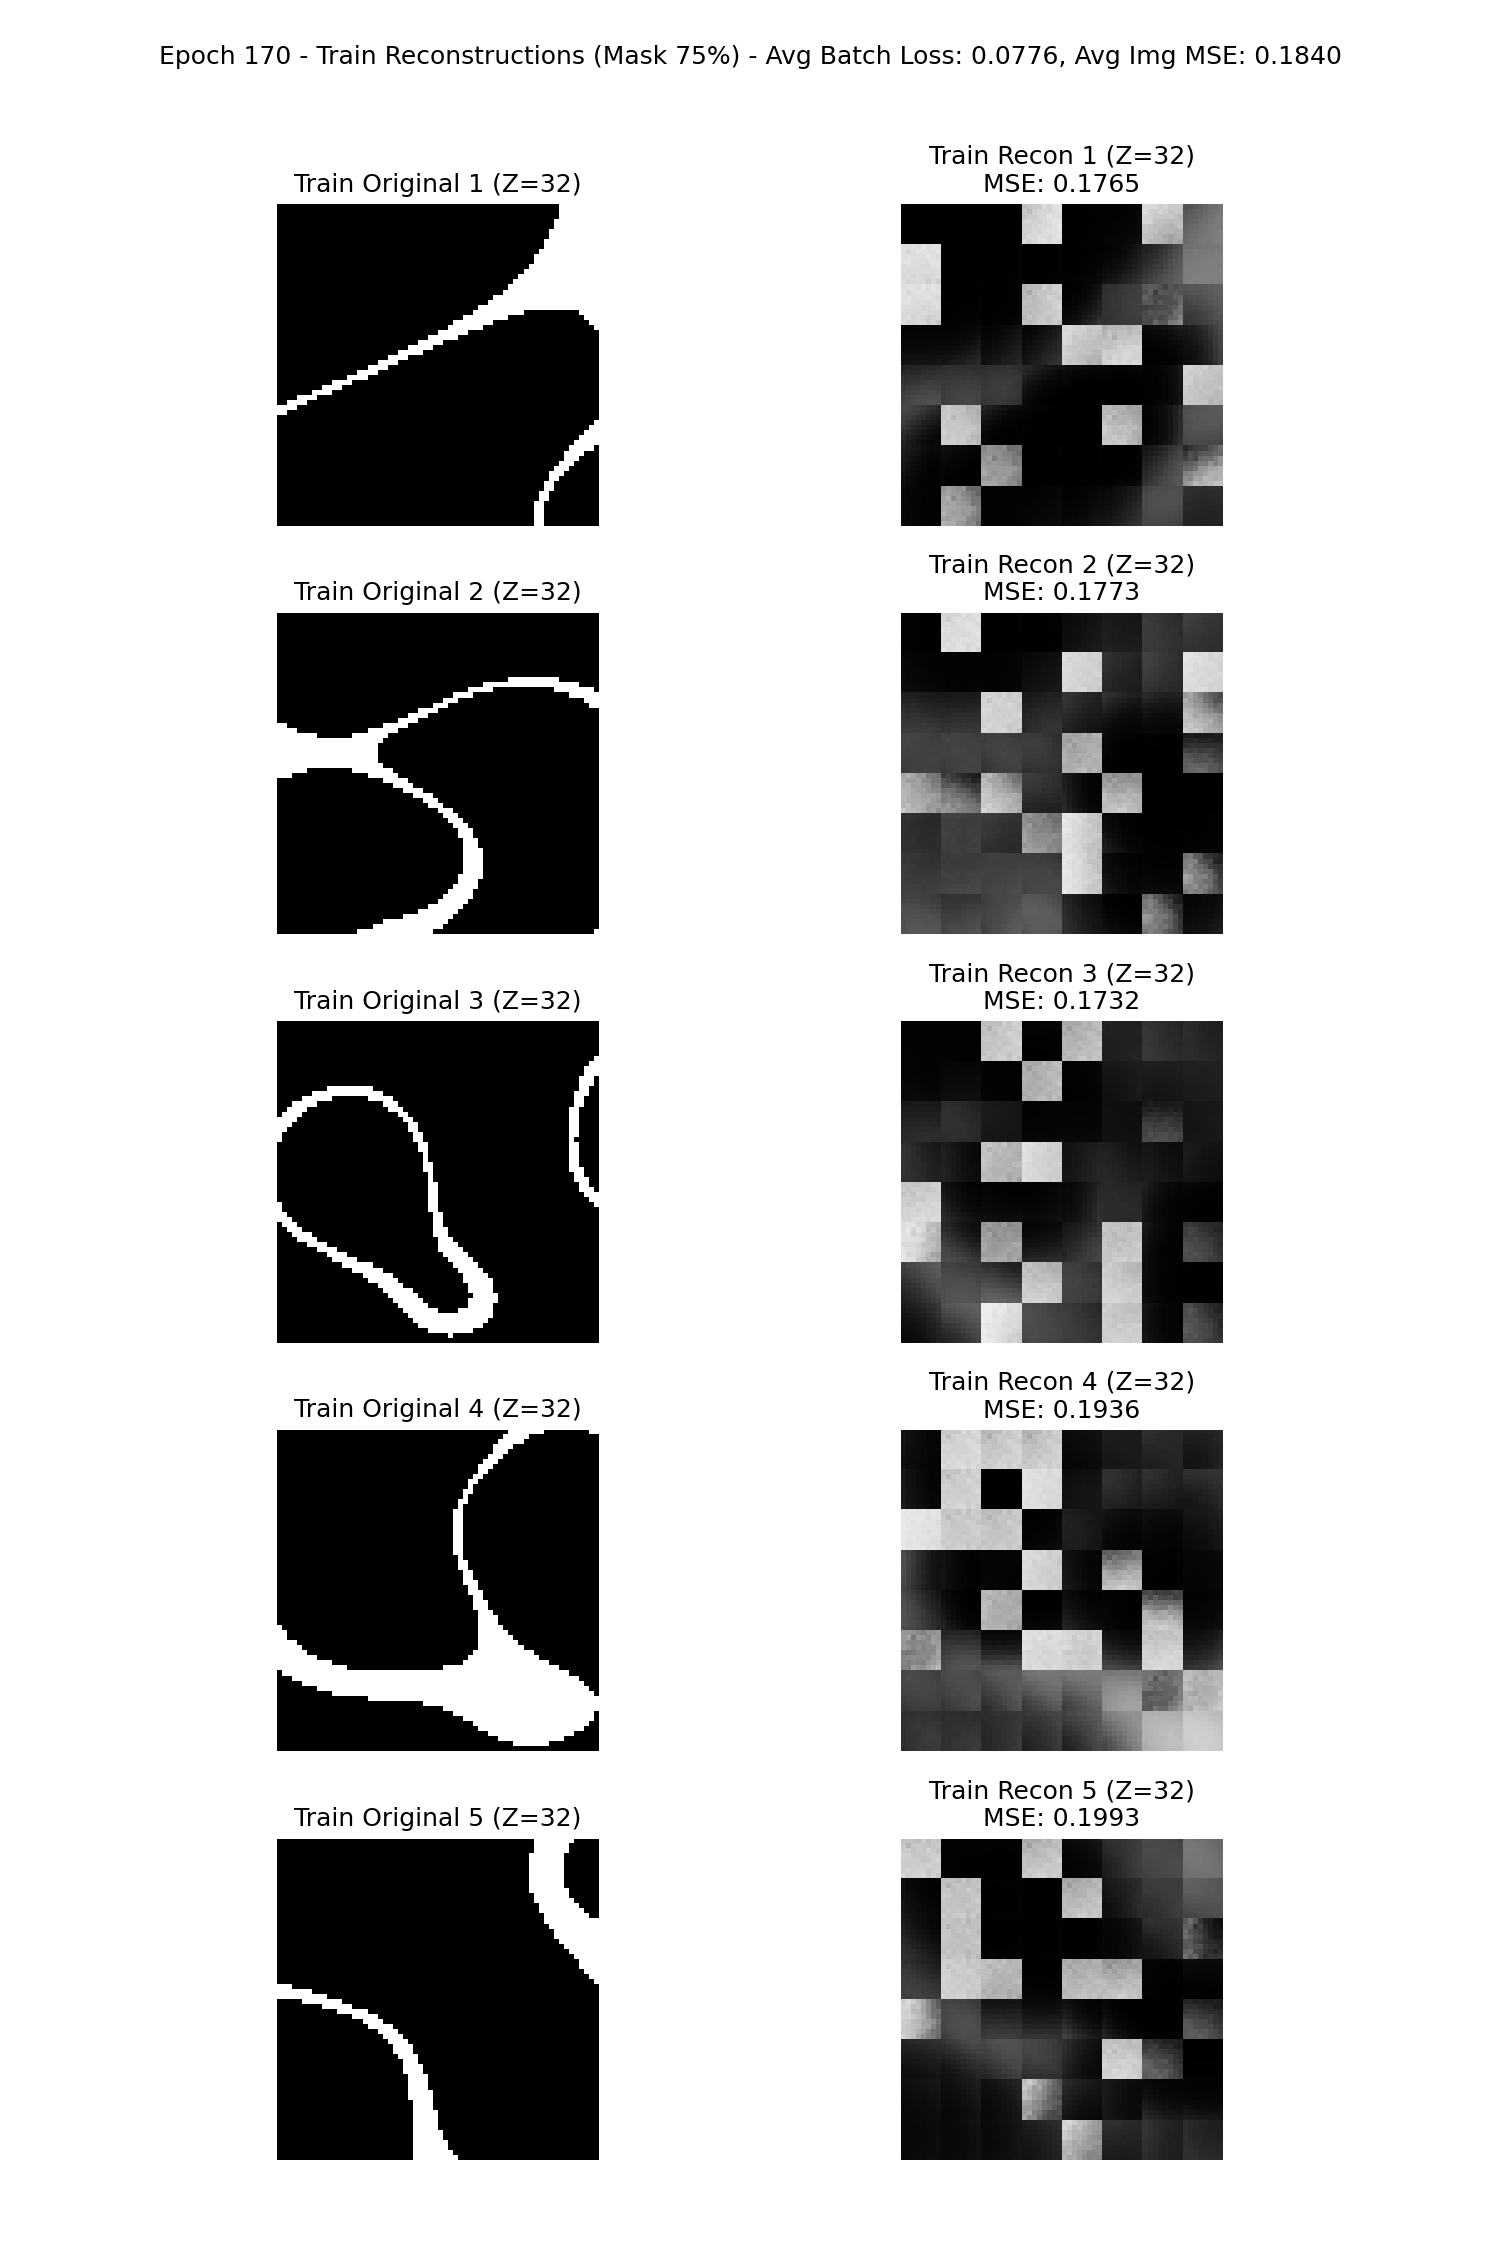 Epoch 170 - Train Reconstructions (Mask 75%) - Avg Batch Loss: 0.0776, Avg Img MSE: 0.1840
Train Original 1 (Z=32)
Train Recon 1 (Z=32)
MSE: 0.1765
Train Original 2 (Z=32)
Train Recon 2 (Z=32)
MSE: 0.1773
Train Original 3 (Z=32)
Train Recon 3 (Z=32)
MSE: 0.1732
Train Original 4 (Z=32)
Train Recon 4 (Z=32)
MSE: 0.1936
Train Original 5 (Z=32)
Train Recon 5 (Z=32)
MSE: 0.1993